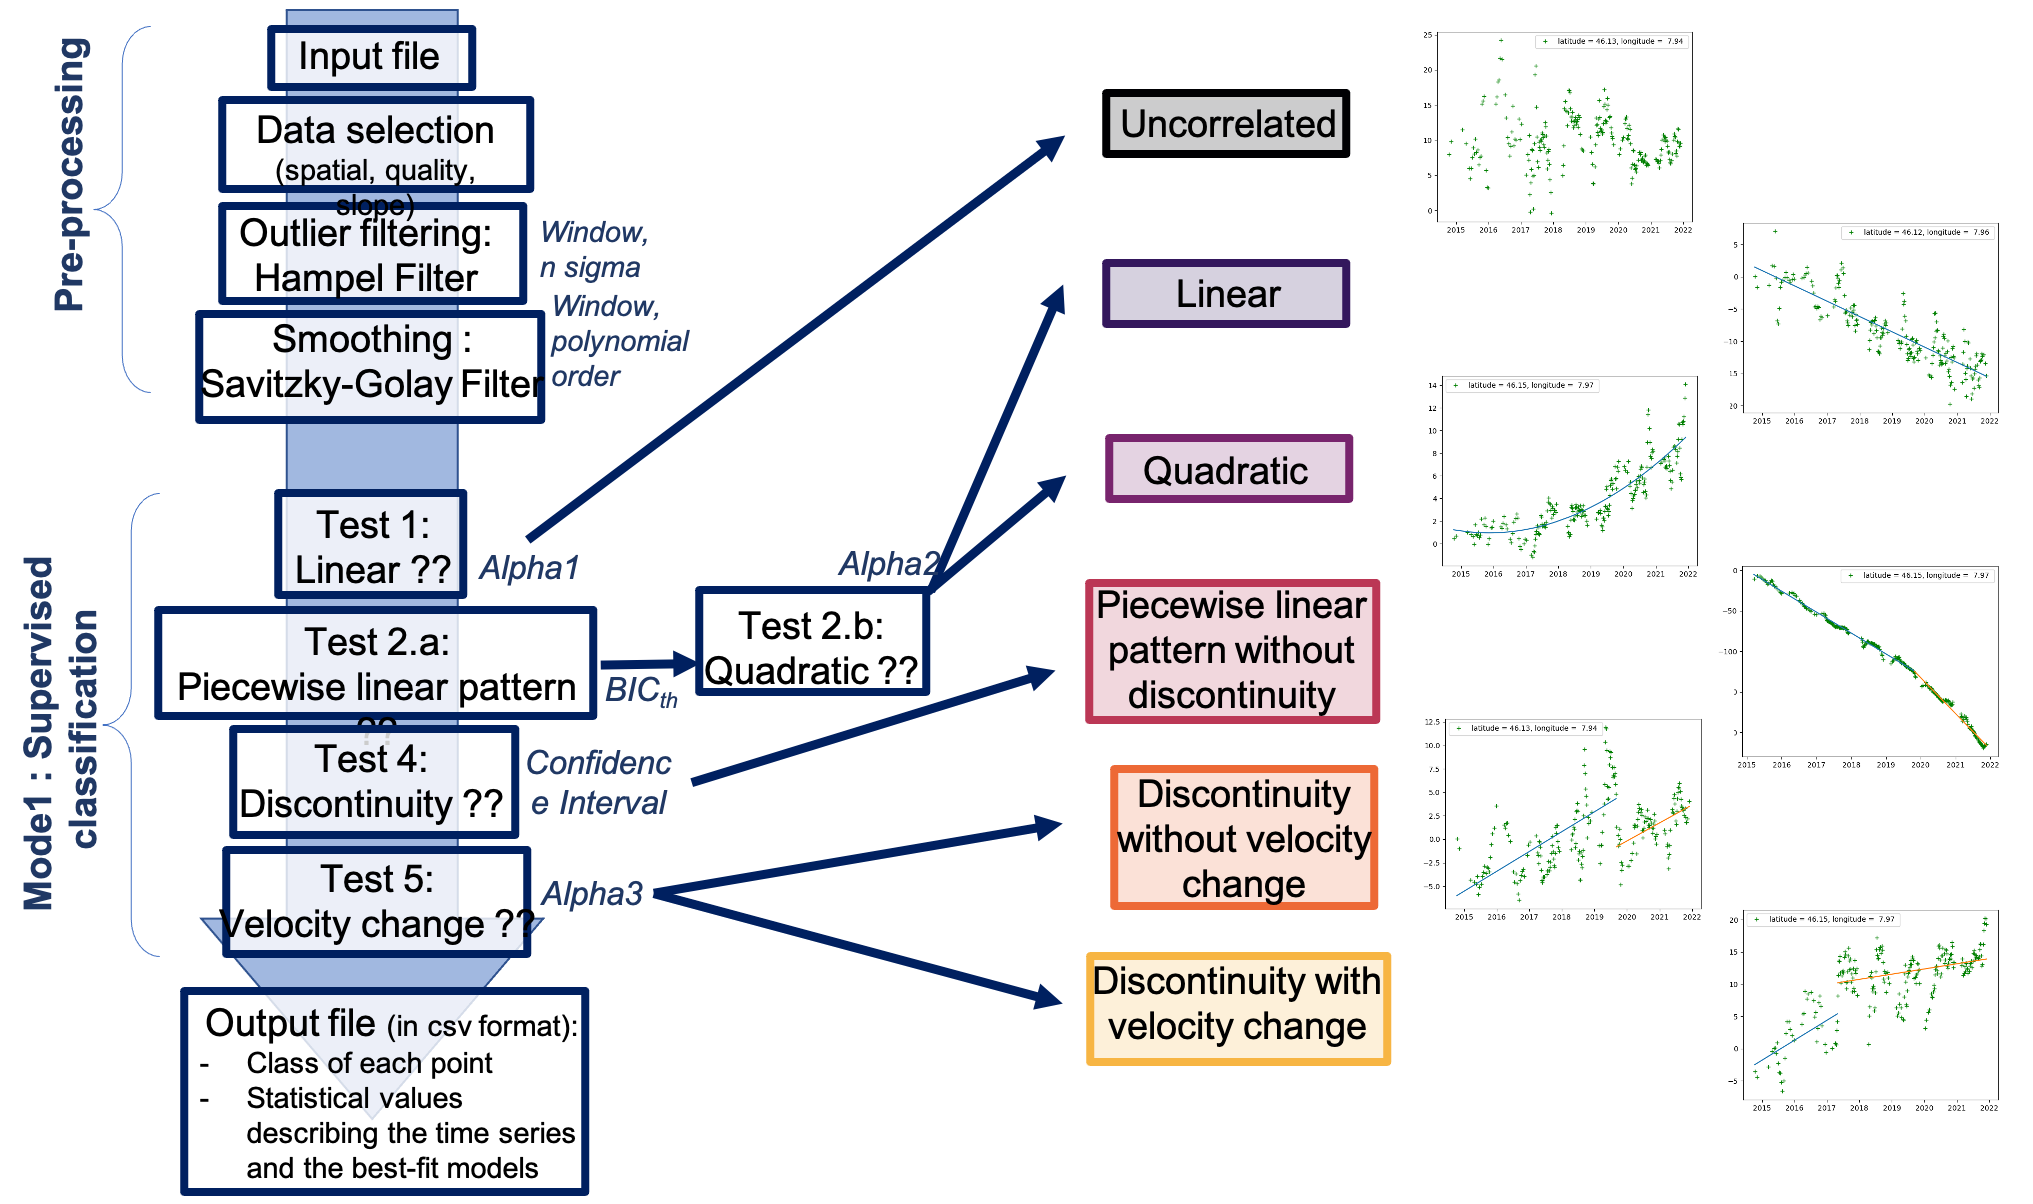 Pre-processing
Input file
Data selection
(spatial, quality,
slope)
Outlier filtering:
Hampel Filter
Window,
n sigma
Smoothing :
Savitzky-Golay Filter
Window,
polynomial
order
Mode1 : Supervised
classification
Test 1:
Linear ??
Alpha1
Test 2.a:
Piecewise linear pattern
??
BICth
Test 2.b:
Quadratic ??
Alpha2
Test 4:
Discontinuity ??
Confidenc
e Interval
Test 5:
Velocity change ??
Alpha3
Output file (in csv format):
- Class of each point
- Statistical values
describing the time series
and the best-fit models
Uncorrelated
Linear
Quadratic
Piecewise linear
pattern without
discontinuity
Discontinuity
without velocity
change
Discontinuity with
velocity change
latitude = 46.13, longitude = 7.94
25
20
15
10
5
0
2015 2016 2017 2018 2019 2020 2021 2022
latitude = 46.12, longitude = 7.96
5
0
−5
−10
15
20
2015 2016 2017 2018 2019 2020 2021 2022
latitude = 46.15, longitude = 7.97
14
12
10
8
6
4
2
0
2015 2016 2017 2018 2019 2020 2021 2022
latitude = 46.15, longitude = 7.97
0
−50
−100
0
0
2015 2016 2017 2018 2019 2020 2021 2022
latitude = 46.13, longitude = 7.94
12.5
10.0
7.5
5.0
2.5
0.0
−2.5
−5.0
2015 2016 2017 2018 2019 2020 2021 2022
latitude = 46.15, longitude = 7.97
20
15
10
5
0
−5
2015 2016 2017 2018 2019 2020 2021 2022